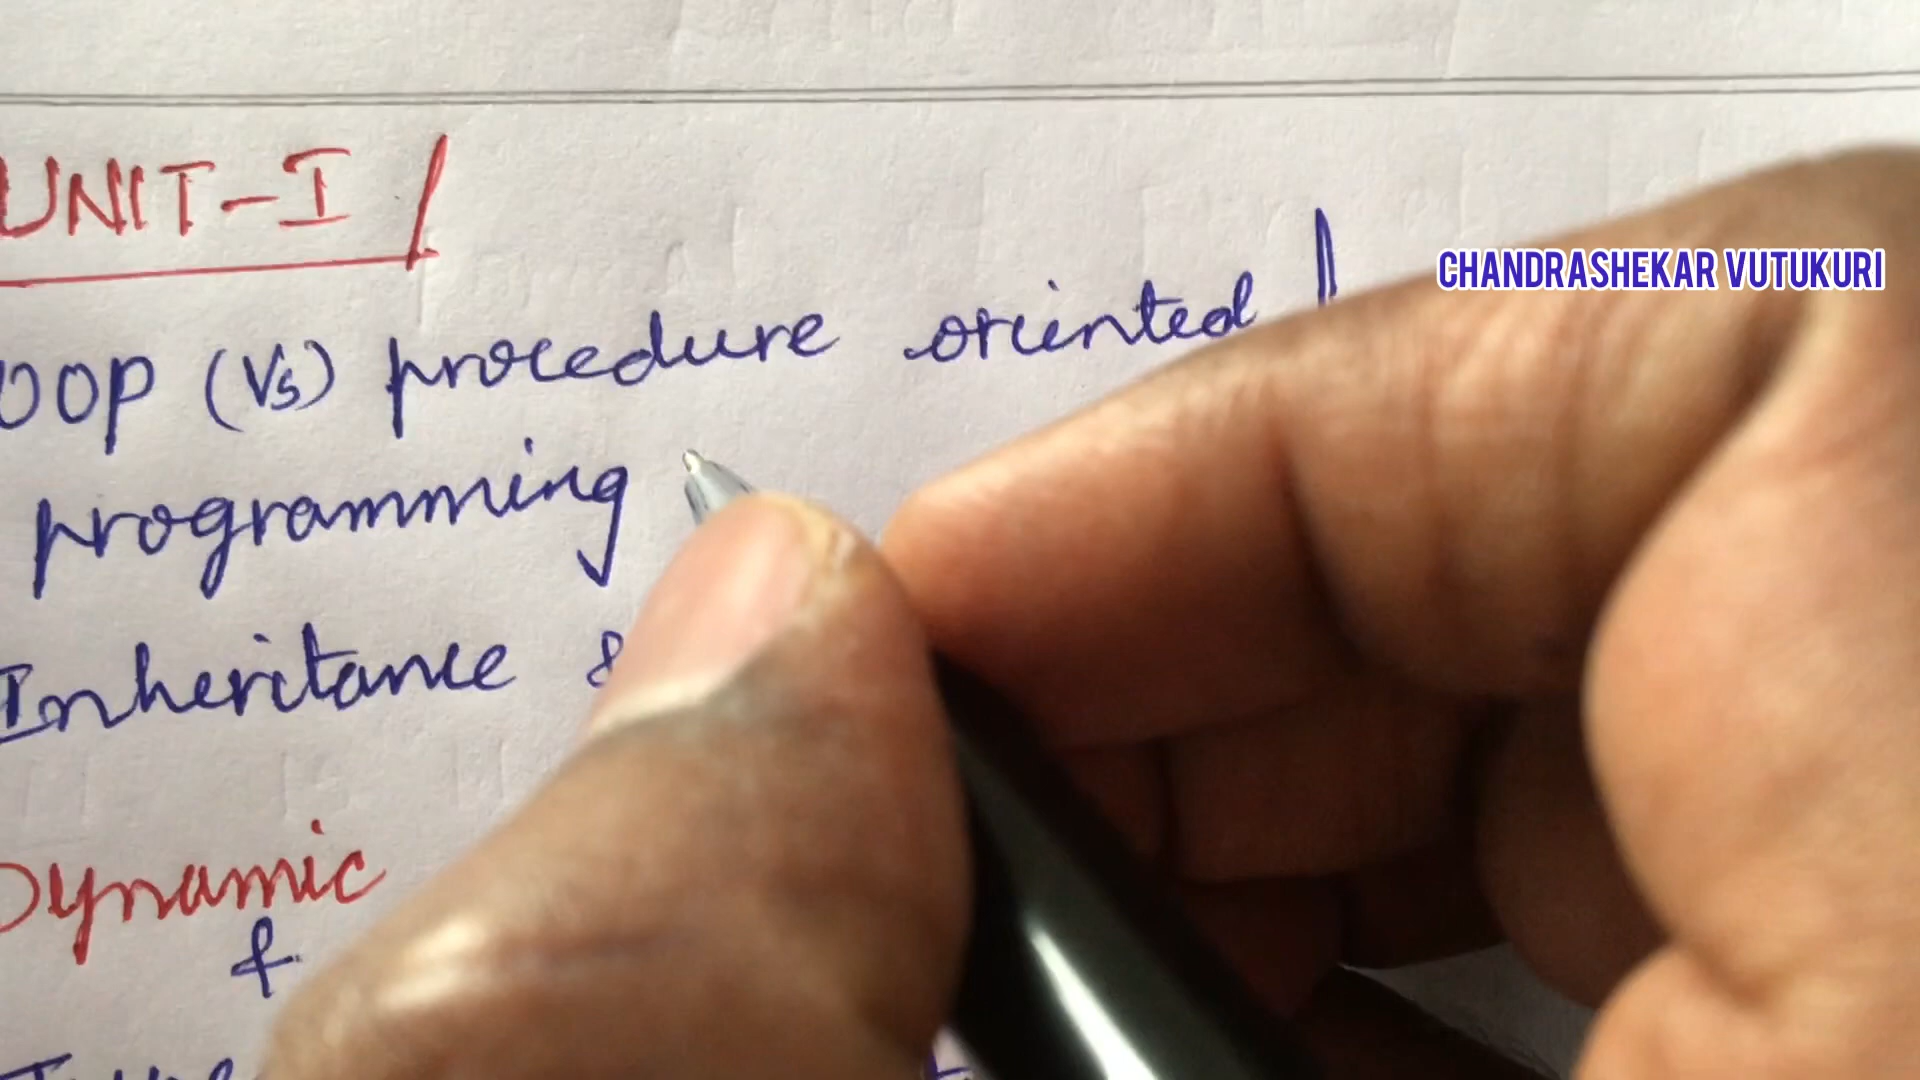 UNIT-I
CHANDRASHEKAR VUTUKURI
OOP (Vs) procedure oriented
programming
Inheritance &
Dynamic
&